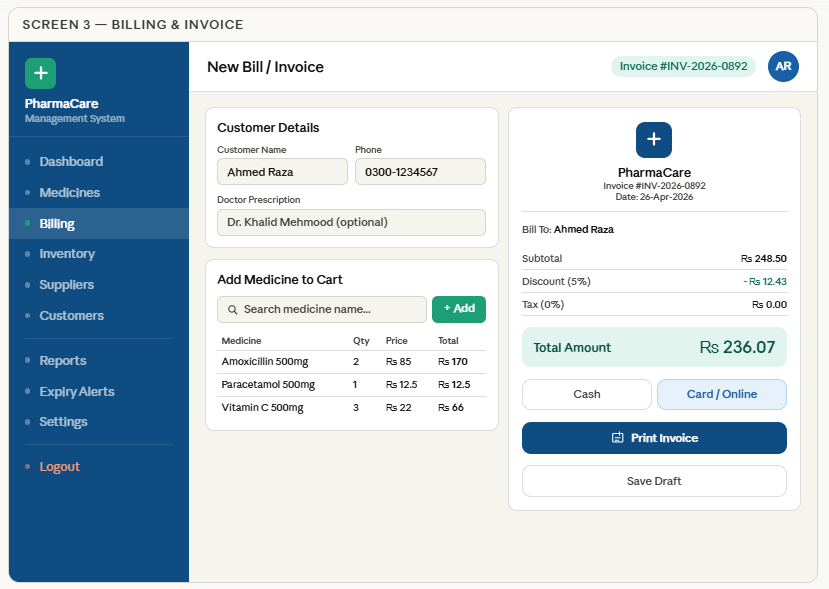 SCREEN 3 — BILLING & INVOICE
PharmaCare
Management System
Dashboard
Medicines
Billing
Inventory
Suppliers
Customers
Reports
Expiry Alerts
Settings
Logout
New Bill / Invoice
Invoice #INV-2026-0892
AR
Customer Details
Customer Name
Phone
Ahmed Raza
0300-1234567
Doctor Prescription
Dr. Khalid Mehmood (optional)
Add Medicine to Cart
Search medicine name...
+ Add
Medicine Qty Price Total
Amoxicillin 500mg 2 Rs 85 Rs 170
Paracetamol 500mg 1 Rs 12.5 Rs 12.5
Vitamin C 500mg 3 Rs 22 Rs 66
PharmaCare
Invoice #INV-2026-0892
Date: 26-Apr-2026
Bill To: Ahmed Raza
Subtotal Rs 248.50
Discount (5%) - Rs 12.43
Tax (0%) Rs 0.00
Total Amount Rs 236.07
Cash
Card / Online
Print Invoice
Save Draft